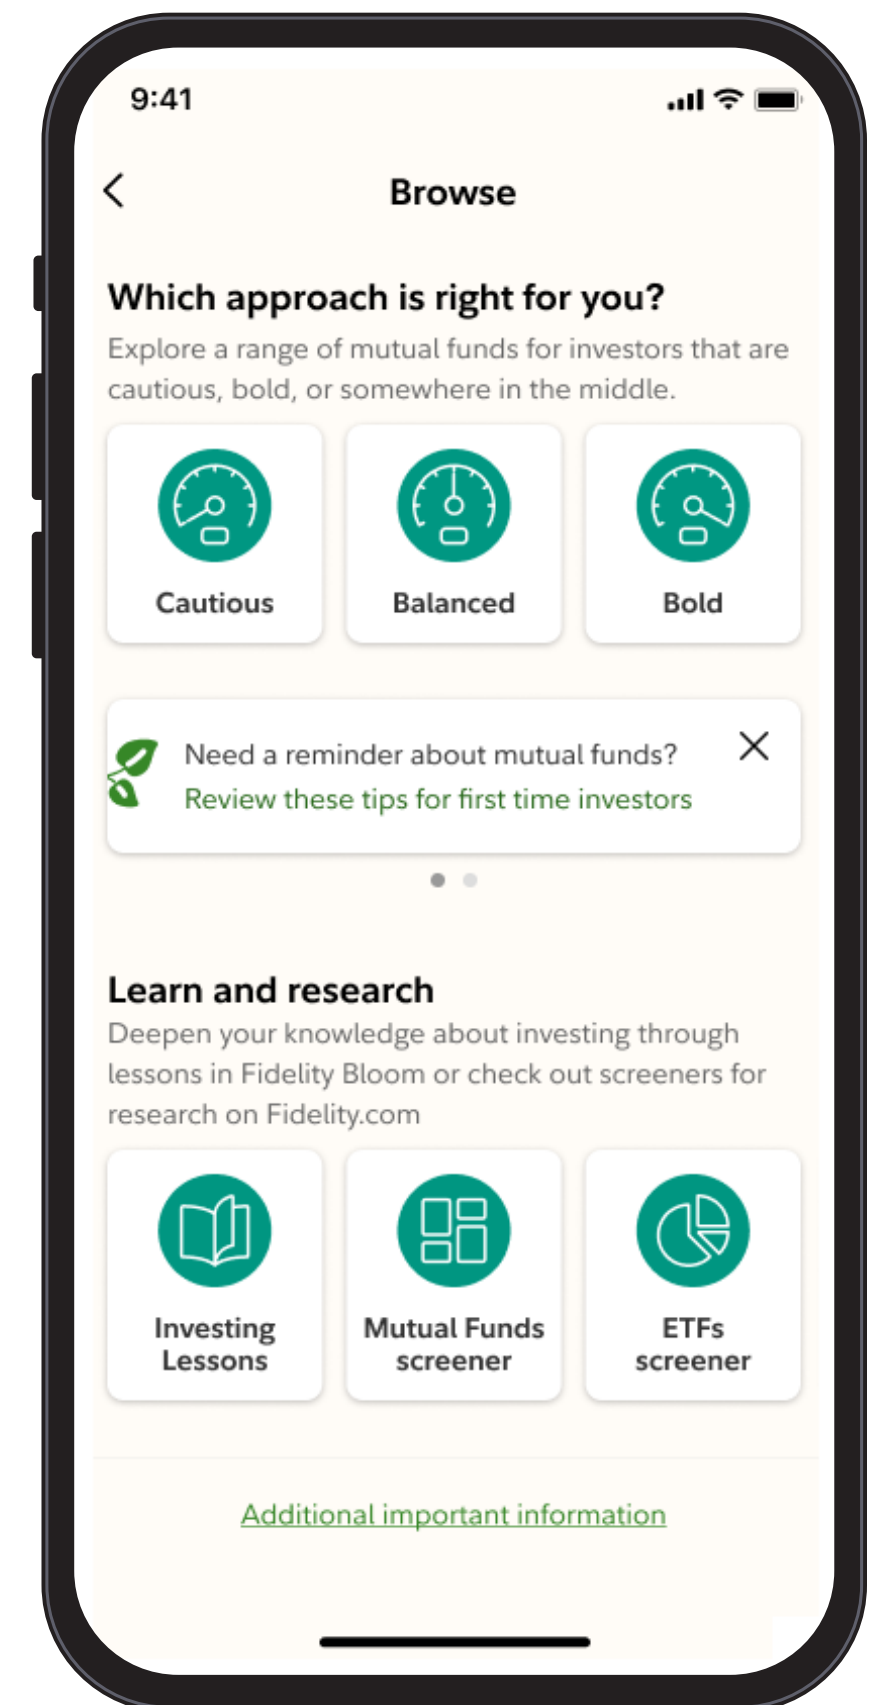 9:41
Browse
Which approach is right for you?
Explore a range of mutual funds for investors that are
cautious, bold, or somewhere in the middle.
Cautious
Balanced
Bold
Need a reminder about mutual funds?
Review these tips for first time investors
Learn and research
Deepen your knowledge about investing through
lessons in Fidelity Bloom or check out screeners for
research on Fidelity.com
Investing
Lessons
Mutual Funds
screener
ETFs
screener
Additional important information